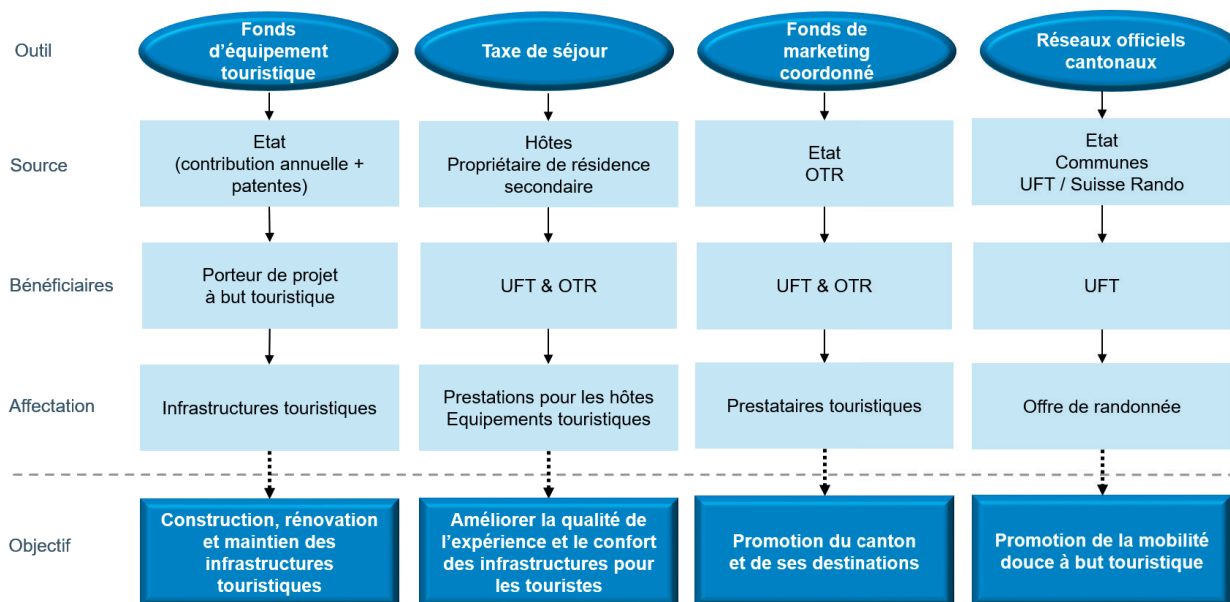 Outil
Fonds
d'équipement
touristique
Taxe de séjour
Fonds de
marketing
coordonné
Réseaux officiels
cantonaux
Source
Etat
(contribution annuelle +
patentes)
Hôtes
Propriétaire de résidence
secondaire
Etat
OTR
Etat
Communes
UFT / Suisse Rando
Bénéficiaires
Porteur de projet
à but touristique
UFT & OTR
UFT & OTR
UFT
Affectation
Infrastructures touristiques
Prestations pour les hôtes
Equipements touristiques
Prestataires touristiques
Offre de randonnée
Objectif
Construction, rénovation
et maintien des
infrastructures
touristiques
Améliorer la qualité de
l'expérience et le confort
des infrastructures pour
les touristes
Promotion du canton
et de ses destinations
Promotion de la mobilité
douce à but touristique